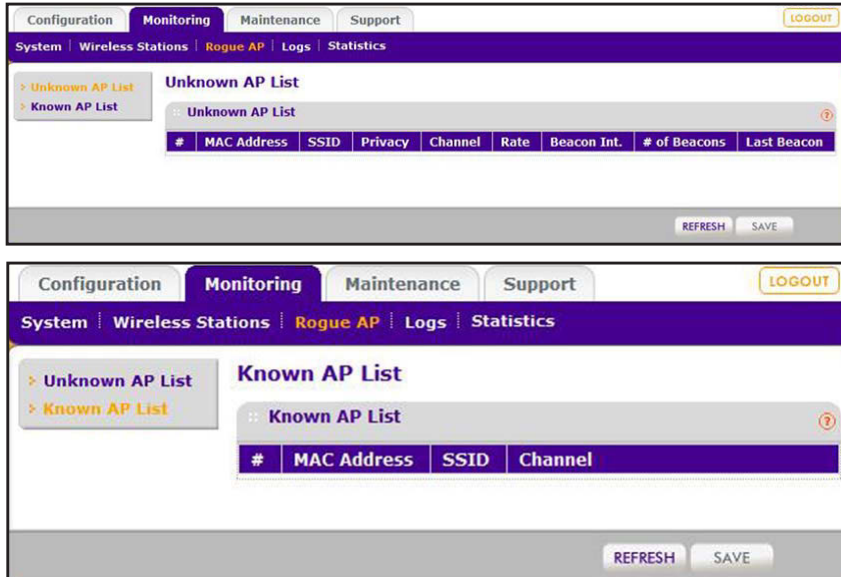 Configuration Monitoring Maintenance Support LOGOUT
System Wireless Stations Rogue AP Logs Statistics
Unknown AP List
Known AP List
Unknown AP List
Unknown AP List ?
# MAC Address SSID Privacy Channel Rate Beacon Int. # of Beacons Last Beacon
REFRESH SAVE
Configuration Monitoring Maintenance Support LOGOUT
System Wireless Stations Rogue AP Logs Statistics
Unknown AP List
Known AP List
Known AP List
Known AP List ?
# MAC Address SSID Channel
REFRESH SAVE